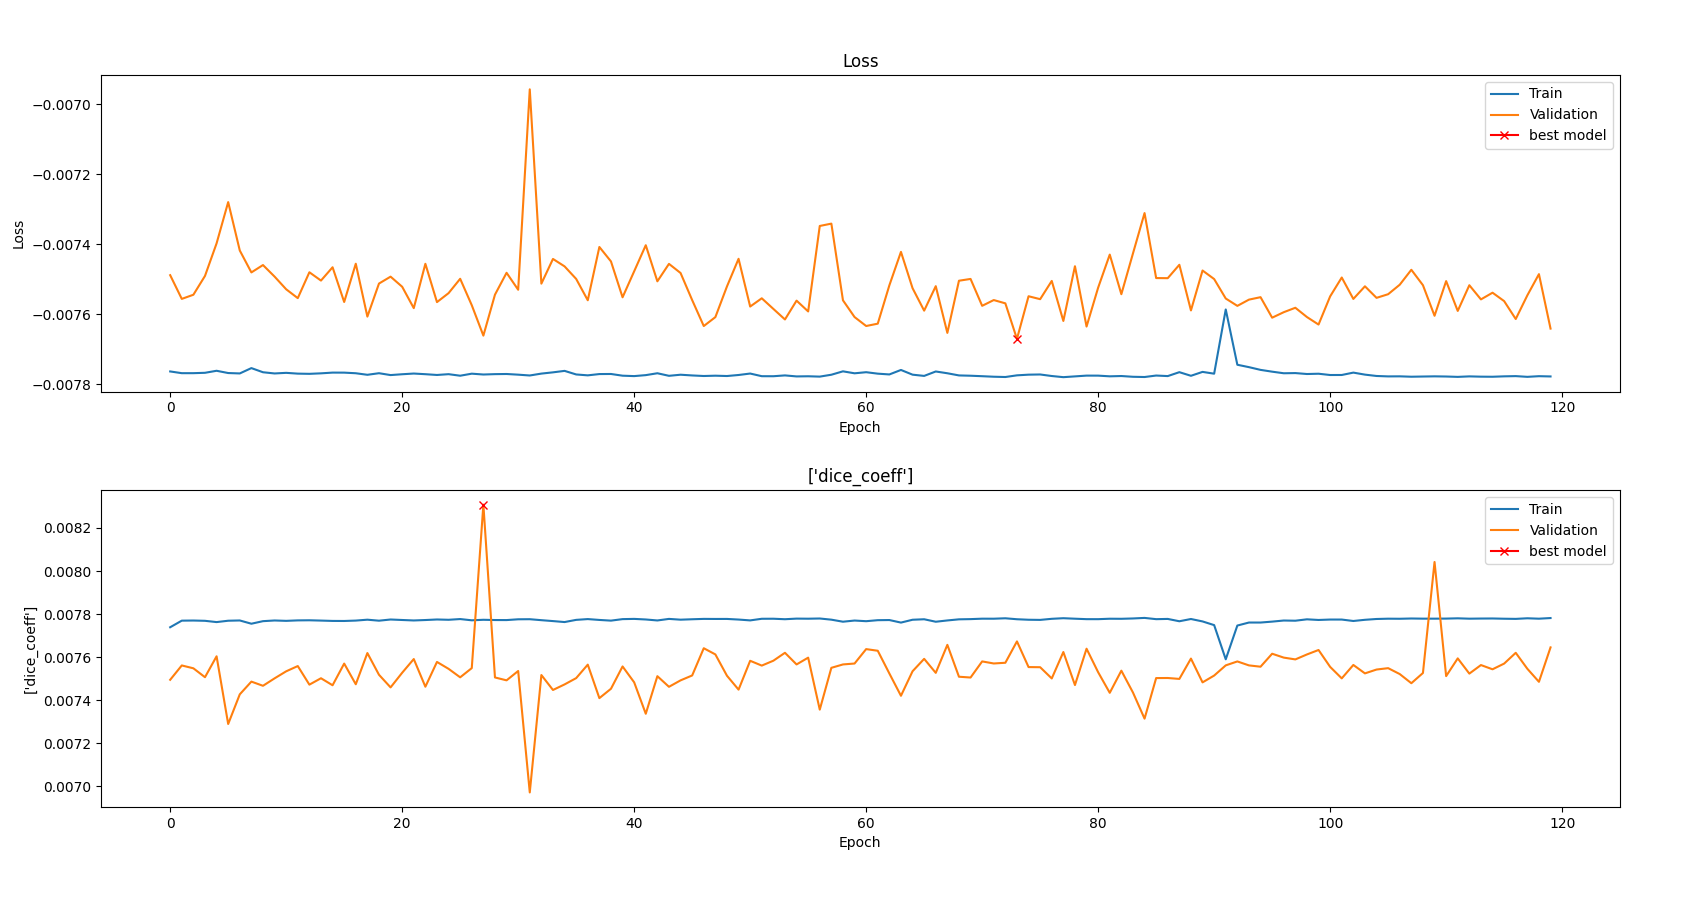 Loss
−0.0070
−0.0072
−0.0074
−0.0076
−0.0078
Loss
Train
Validation
best model
0 20 40 60 80 100 120
Epoch
['dice_coeff']
0.0082
0.0080
0.0078
0.0076
0.0074
0.0072
0.0070
['dice_coeff']
Train
Validation
best model
0 20 40 60 80 100 120
Epoch